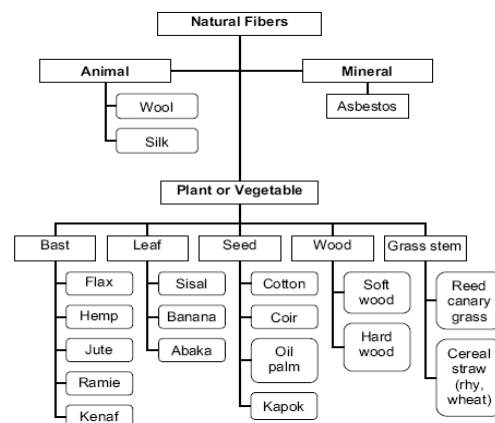 Natural Fibers
Animal
Mineral
Wool
Silk
Asbestos
Plant or Vegetable
Bast
Leaf
Seed
Wood
Grass stem
Flax
Hemp
Jute
Ramie
Kenaf
Sisal
Banana
Abaka
Cotton
Coir
Oil
palm
Kapok
Soft
wood
Hard
wood
Reed
canary
grass
Cereal
straw
(rhy,
wheat)